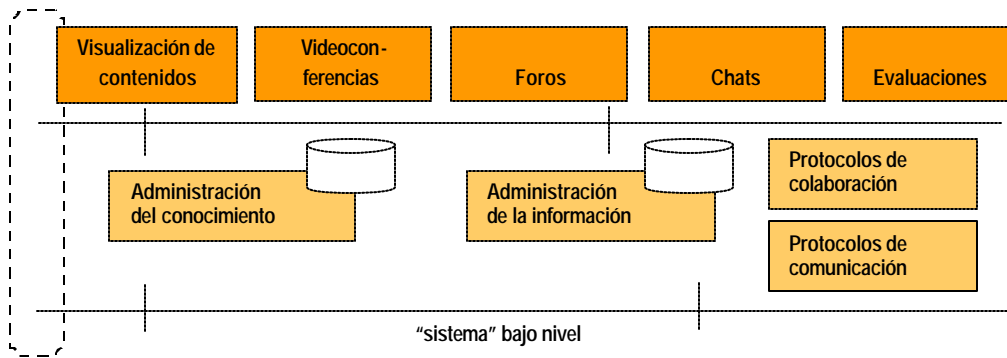 Visualización de
contenidos
Videocon-
ferencias
Foros
Chats
Evaluaciones
Administración
del conocimiento
Administración
de la información
Protocolos de
colaboración
Protocolos de
comunicación
“sistema” bajo nivel